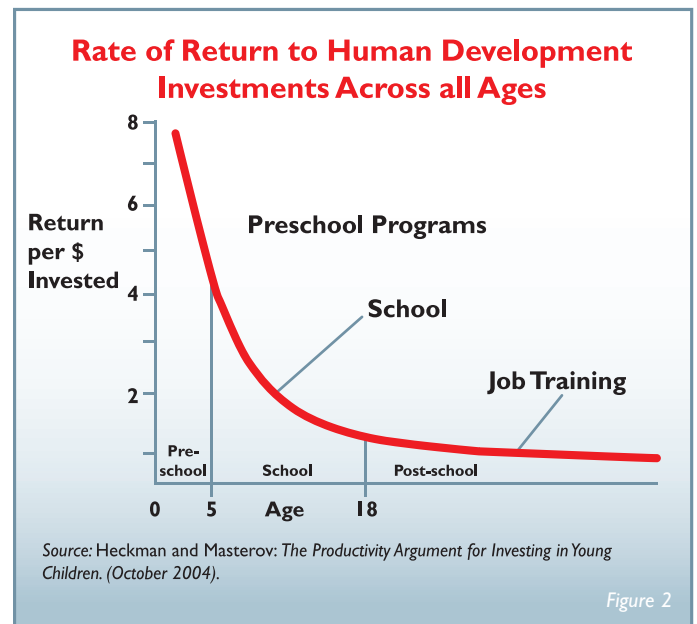 Rate of Return to Human Development
Investments Across all Ages
8
6
Return
per $
Invested
4
2
Preschool Programs
School
Job Training
Pre-
school
School
Post-school
0
5
Age
18
Source: Heckman and Masterov: The Productivity Argument for Investing in Young
Children. (October 2004).
Figure 2